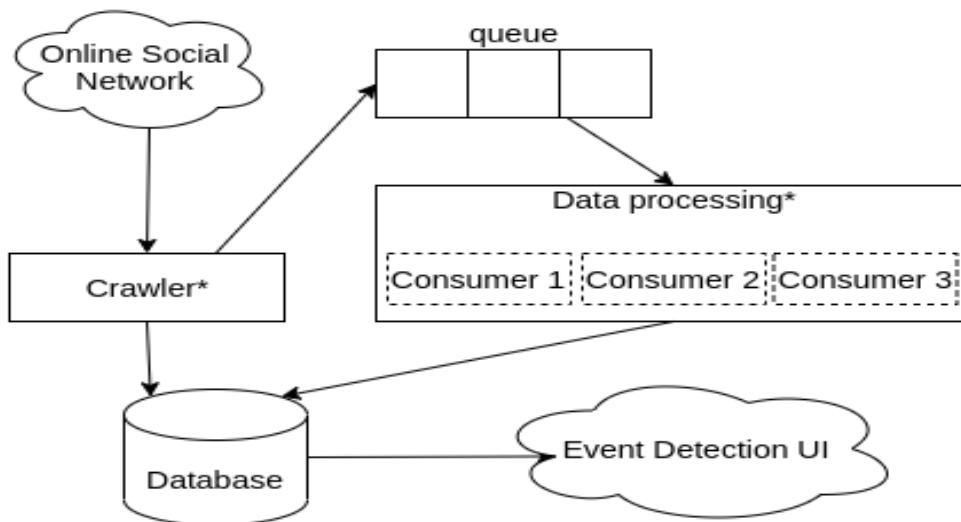 Online Social
Network
queue
Data processing*
Consumer 1
Consumer 2
Consumer 3
Crawler*
Database
Event Detection UI